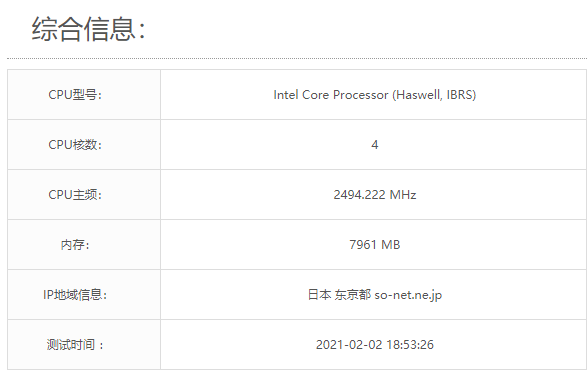 综合信息：
CPU型号： Intel Core Processor (Haswell, IBRS)
CPU核数： 4
CPU主频： 2494.222 MHz
内存： 7961 MB
IP地域信息： 日本 东京都 so-net.ne.jp
测试时间 ： 2021-02-02 18:53:26